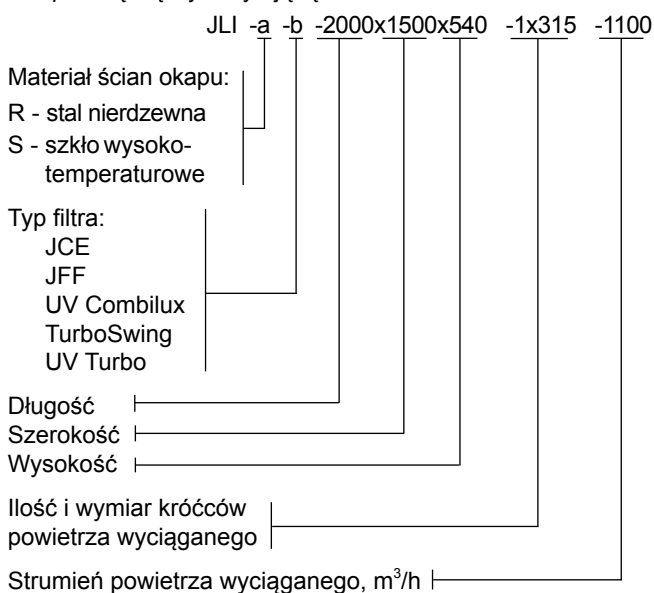 JLI -a -b -2000x1500x540 -1x315 -1100
Materiał ścian okapu:
R - stal nierdzewna
S - szkło wysoko-
temperaturowe
Typ filtra:
JCE
JFF
UV Combilux
TurboSwing
UV Turbo
Długość
Szerokość
Wysokość
Ilość i wymiar króćców
powietrza wyciąganego
Strumień powietrza wyciąganego, m³/h